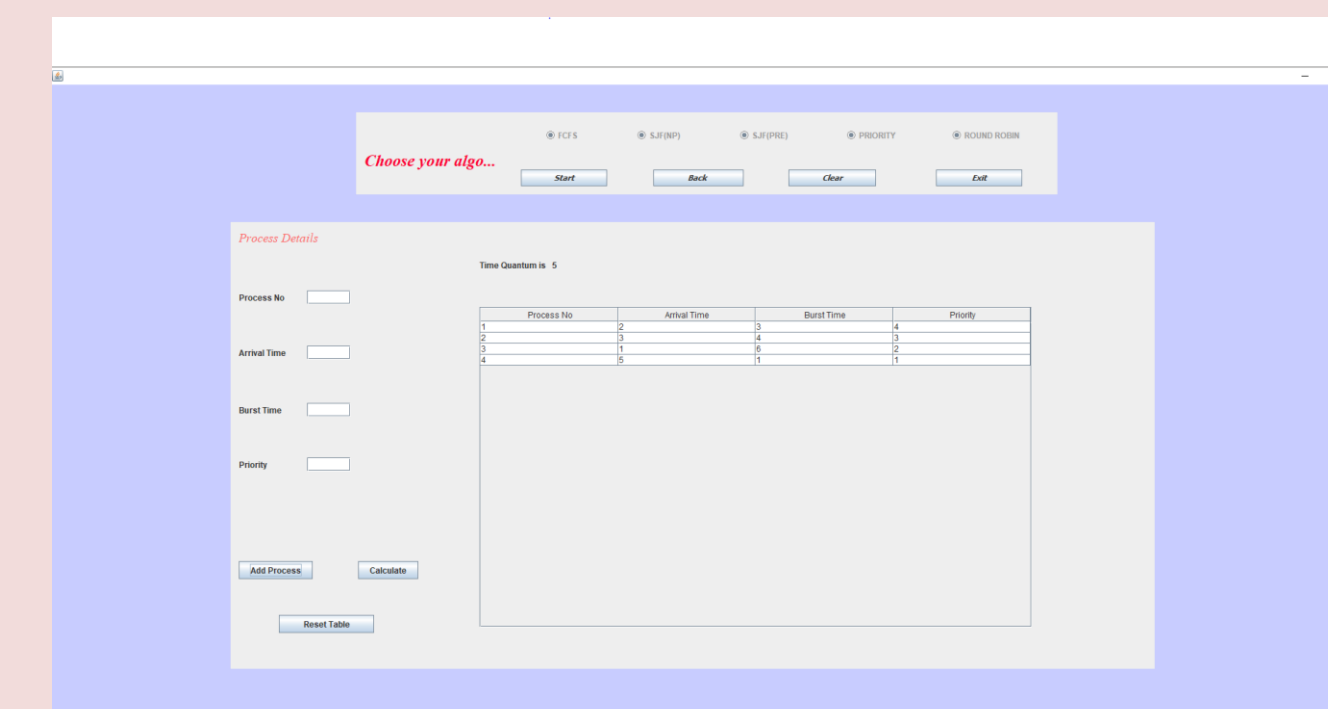 FCFS SJF(NP) SJF(PRE) PRIORITY ROUND ROBIN
Choose your algo...
Start Back Clear Exit
Process Details
Time Quantum is 5
Process No
Process No Arrival Time Burst Time Priority
1 2 3 4
2 3 4 3
3 1 6 2
4 5 1 1
Arrival Time
Burst Time
Priority
Add Process Calculate
Reset Table